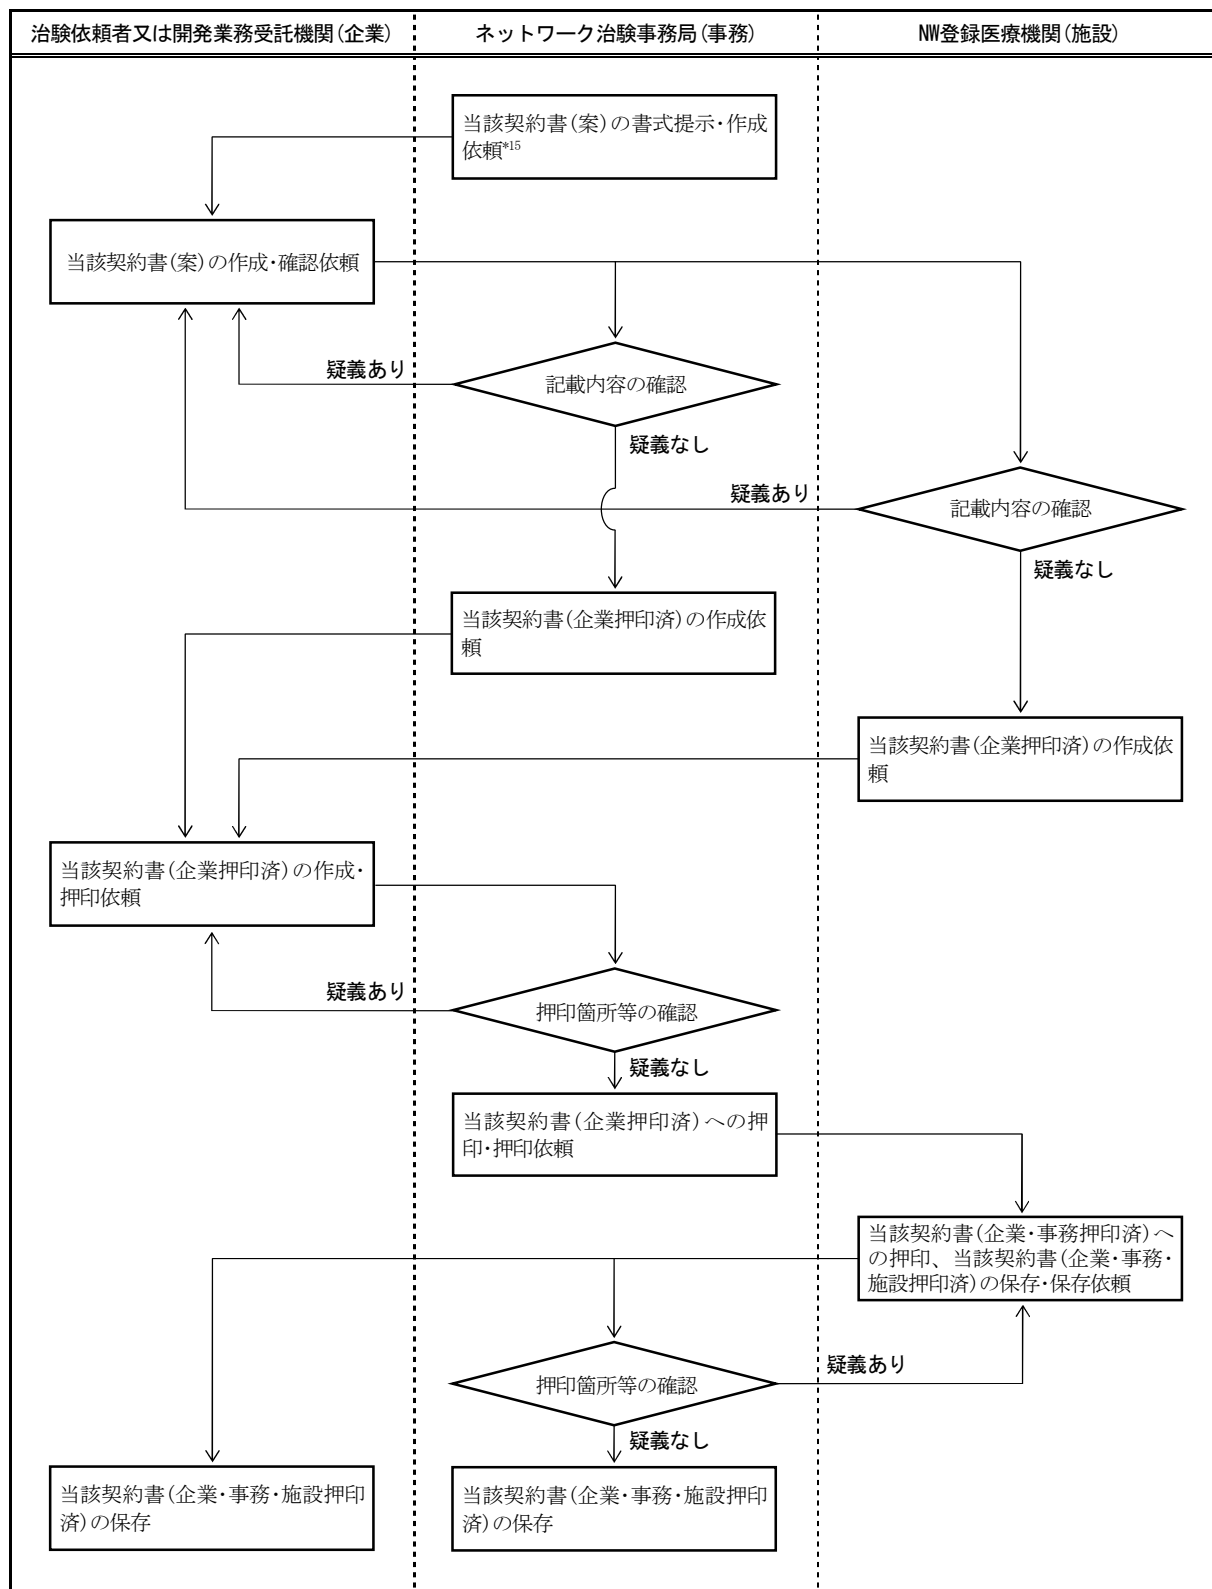 治験依頼者又は開発業務受託機関(企業)
ネットワーク治験事務局(事務)
NW登録医療機関(施設)
当該契約書(案)の書式提示・作成
依頼*15
当該契約書(案)の作成・確認依頼
疑義あり
記載内容の確認
疑義なし
疑義あり
記載内容の確認
疑義なし
当該契約書(企業押印済)の作成依
頼
当該契約書(企業押印済)の作成依
頼
当該契約書(企業押印済)の作成・
押印依頼
疑義あり
押印箇所等の確認
疑義なし
当該契約書(企業押印済)への押
印・押印依頼
当該契約書(企業・事務押印済)へ
の押印、当該契約書(企業・事務・
施設押印済)の保存・保存依頼
押印箇所等の確認
疑義あり
疑義なし
当該契約書(企業・事務・施設押印
済)の保存
当該契約書(企業・事務・施設押印
済)の保存